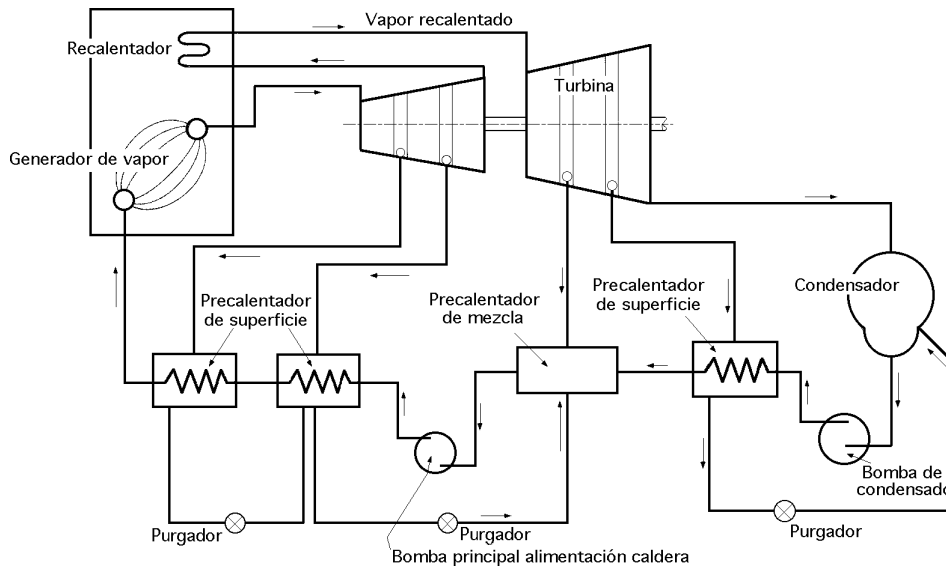 Vapor recalentado
Recalentador
Turbina
Generador de vapor
Precalentador
de superficie
Precalentador
de mezcla
Precalentador
de superficie
Condensador
Bomba de
condensado
Purgador
Purgador
Purgador
Bomba principal alimentación caldera